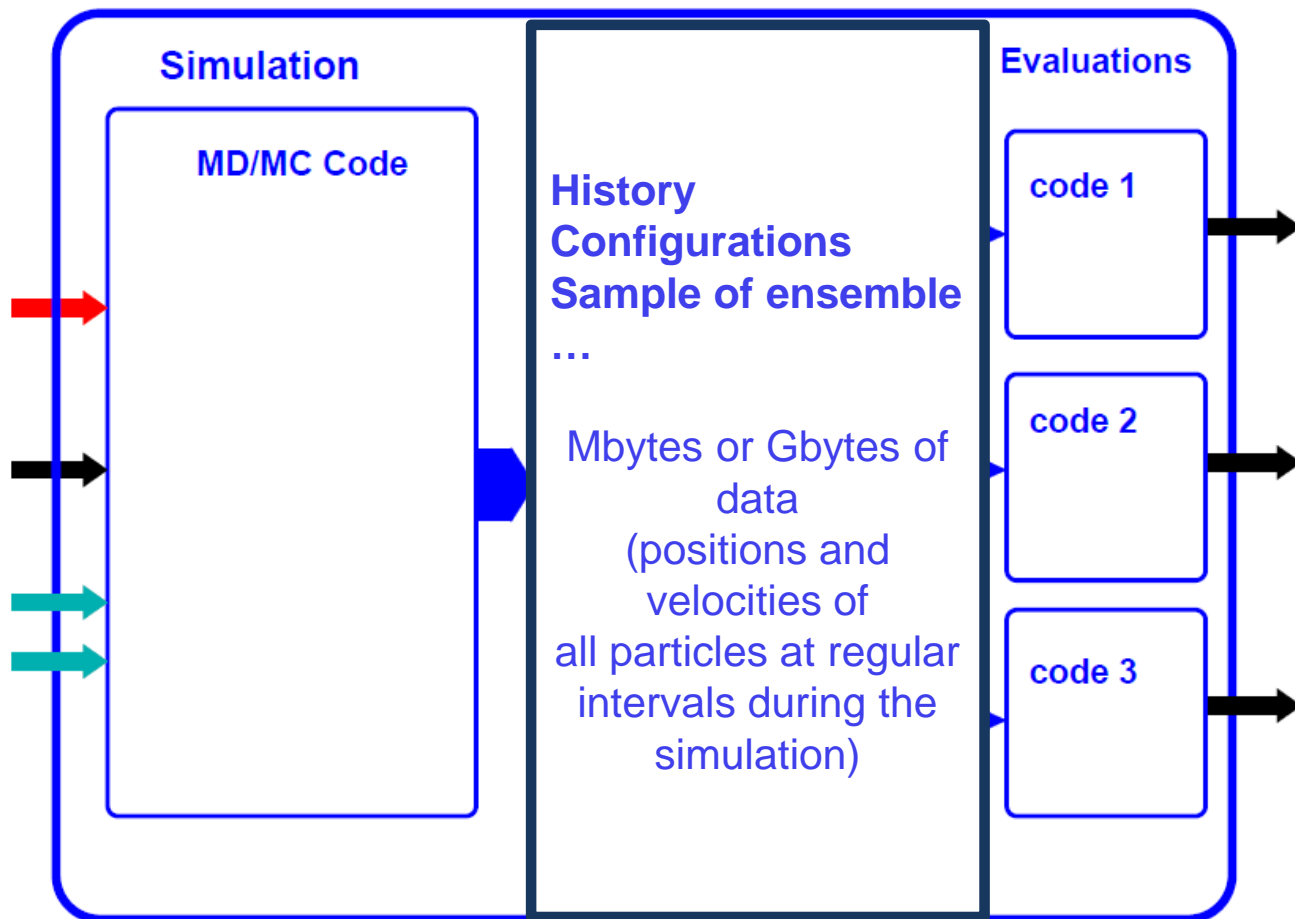 Simulation
MD/MC Code
History
Configurations
Sample of ensemble
…
Mbytes or Gbytes of
data
(positions and
velocities of
all particles at regular
intervals during the
simulation)
Evaluations
code 1
code 2
code 3